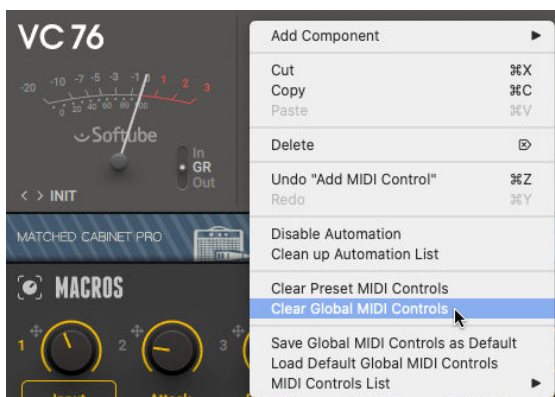 VC 76
-20 -10 -7 -5 -3 -1 0 1 2 3
0 20 40 60 80 100
Softube
In
GR
Out
< > INIT
MATCHED CABINET PRO
MACROS
1 2 3
Input Attack
Add Component
Cut ⌘X
Copy ⌘C
Paste ⌘V
Delete ⌦
Undo "Add MIDI Control" ⌘Z
Redo ⌘Y
Disable Automation
Clean up Automation List
Clear Preset MIDI Controls
Clear Global MIDI Controls
Save Global MIDI Controls as Default
Load Default Global MIDI Controls
MIDI Controls List